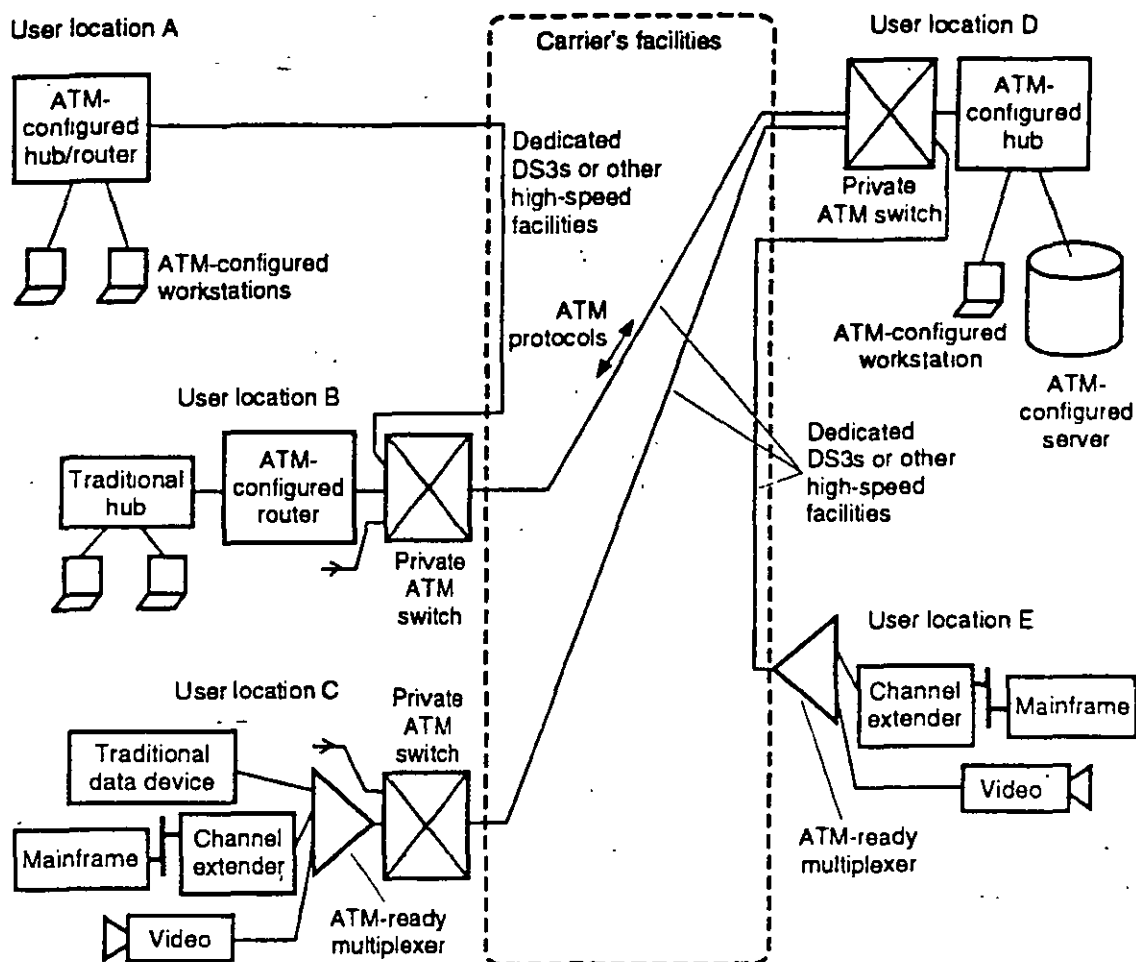 User location A
ATM-
configured
hub/router
ATM-configured
workstations
Carrier's facilities
Dedicated
DS3s or other
high-speed
facilities
ATM
protocols
User location D
ATM-
configured
hub
Private
ATM switch
ATM-configured
workstation
ATM-
configured
server
Dedicated
DS3s or other
high-speed
facilities
User location B
Traditional
hub
ATM-
configured
router
Private
ATM
switch
User location C
Private
ATM
switch
Traditional
data device
Mainframe
Channel
extender
Video
ATM-ready
multiplexer
User location E
Channel
extender
Mainframe
Video
ATM-ready
multiplexer